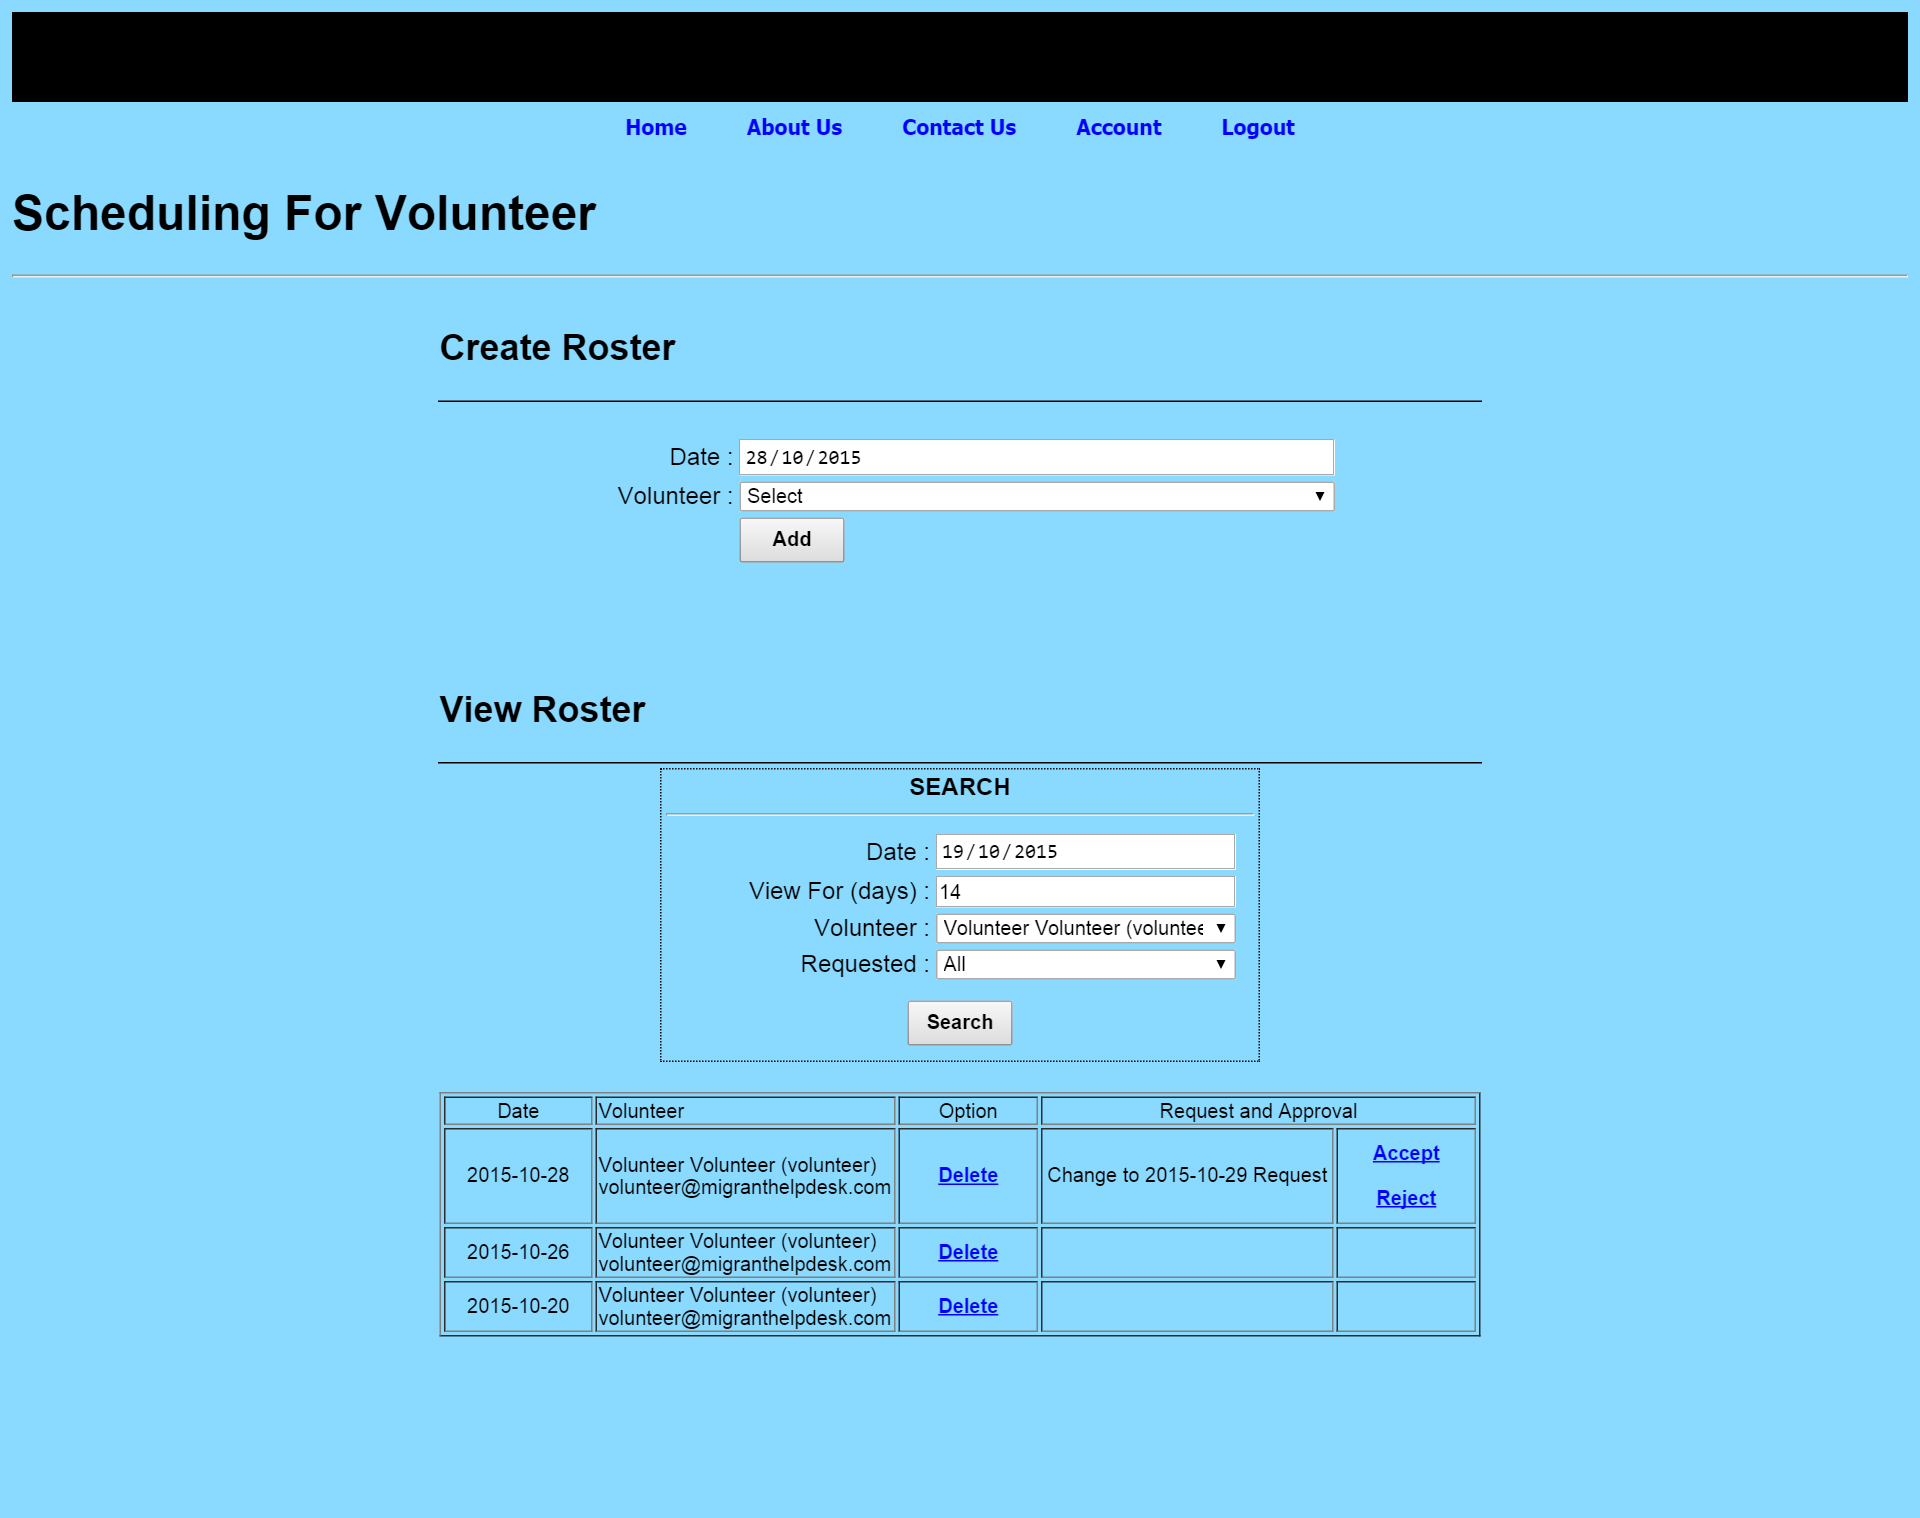 Home About Us Contact Us Account Logout
Scheduling For Volunteer
Create Roster
Date : 28/10/2015
Volunteer : Select
Add
View Roster
SEARCH
Date : 19/10/2015
View For (days) : 14
Volunteer : Volunteer Volunteer (voluntee
Requested : All
Search
Date Volunteer Option Request and Approval
2015-10-28 Volunteer Volunteer (volunteer) volunteer@migranthelpdesk.com Delete Change to 2015-10-29 Request Accept Reject
2015-10-26 Volunteer Volunteer (volunteer) volunteer@migranthelpdesk.com Delete
2015-10-20 Volunteer Volunteer (volunteer) volunteer@migranthelpdesk.com Delete